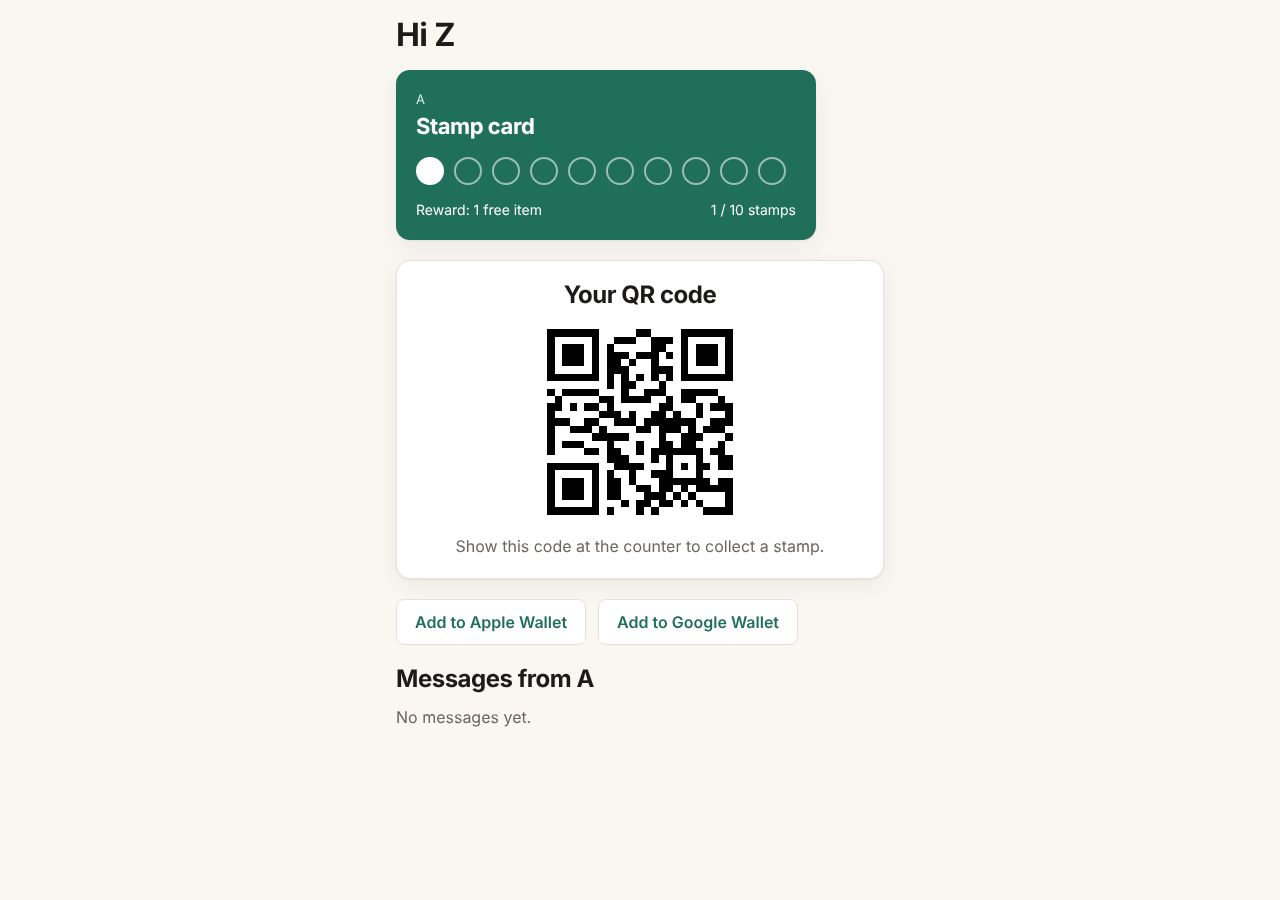 Hi Z
A
Stamp card
Reward: 1 free item
1 / 10 stamps
Your QR code
Show this code at the counter to collect a stamp.
Add to Apple Wallet
Add to Google Wallet
Messages from A
No messages yet.